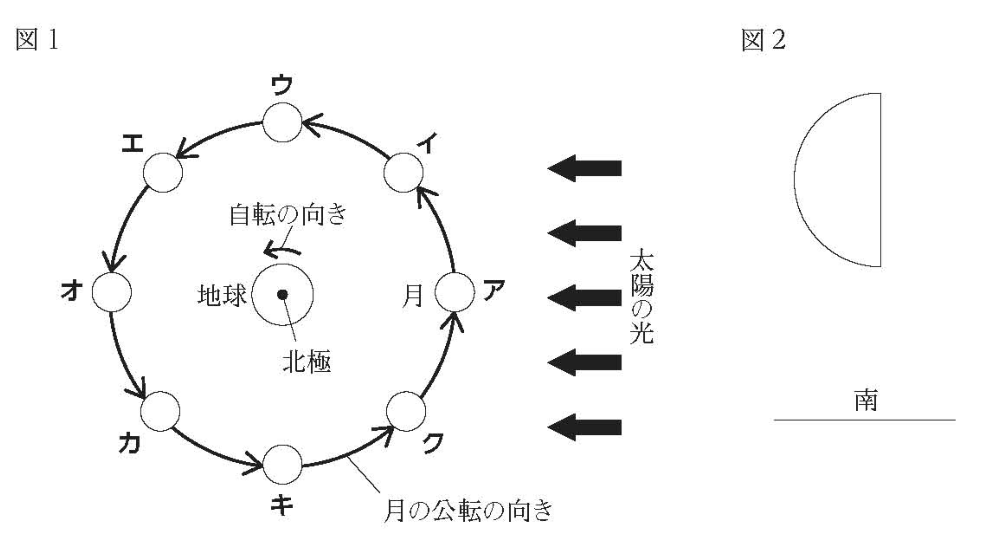 図1
図2
ウ
エ
イ
自転の向き
オ
地球
月
ア
太陽の光
北極
南
カ
ク
キ
月の公転の向き